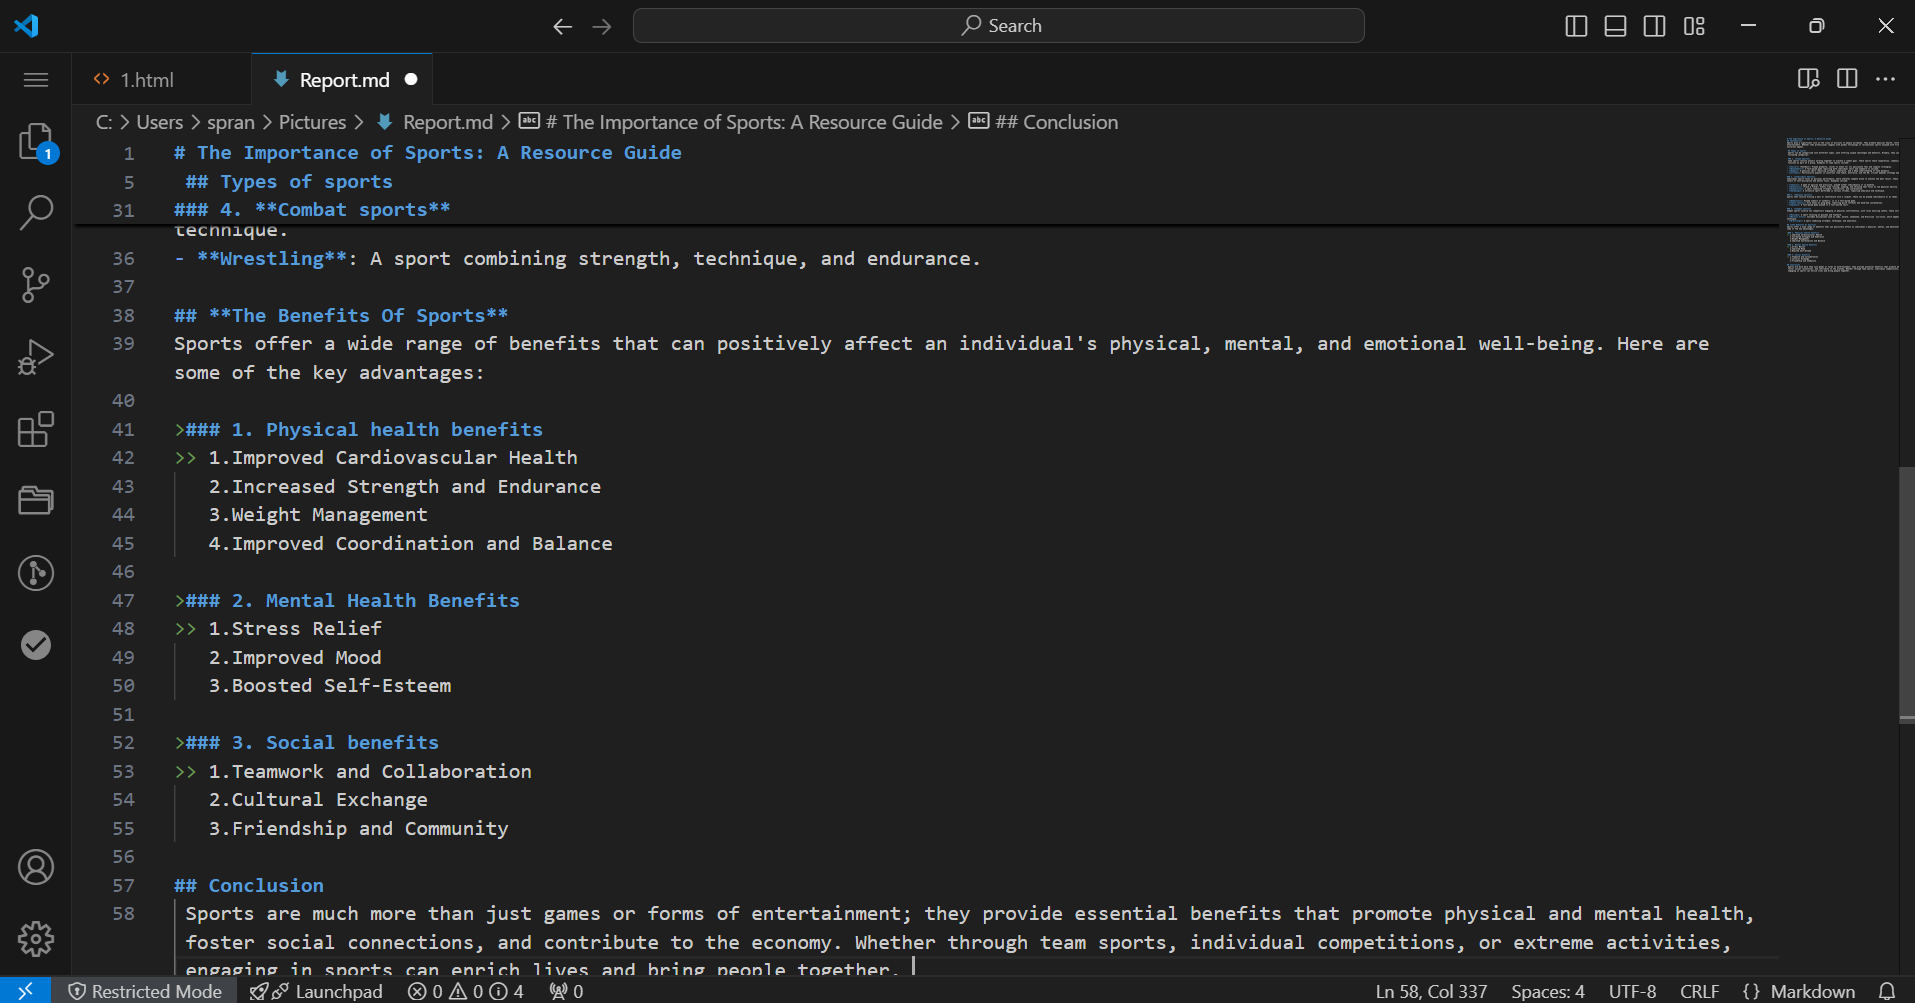 Search
1.html
Report.md
C: > Users > spran > Pictures > Report.md > # The Importance of Sports: A Resource Guide > ## Conclusion
1 # The Importance of Sports: A Resource Guide
5 ## Types of sports
31 ### 4. **Combat sports**
technique.
36 - **Wrestling**: A sport combining strength, technique, and endurance.
37
38 ## **The Benefits Of Sports**
39 Sports offer a wide range of benefits that can positively affect an individual's physical, mental, and emotional well-being. Here are
some of the key advantages:
40
41 >### 1. Physical health benefits
42 >> 1.Improved Cardiovascular Health
43 2.Increased Strength and Endurance
44 3.Weight Management
45 4.Improved Coordination and Balance
46
47 >### 2. Mental Health Benefits
48 >> 1.Stress Relief
49 2.Improved Mood
50 3.Boosted Self-Esteem
51
52 >### 3. Social benefits
53 >> 1.Teamwork and Collaboration
54 2.Cultural Exchange
55 3.Friendship and Community
56
57 ## Conclusion
58 Sports are much more than just games or forms of entertainment; they provide essential benefits that promote physical and mental health,
foster social connections, and contribute to the economy. Whether through team sports, individual competitions, or extreme activities,
engaging in sports can enrich lives and bring people together.
1
Restricted Mode Launchpad 0 0 4 0 Ln 58, Col 337 Spaces: 4 UTF-8 CRLF {} Markdown